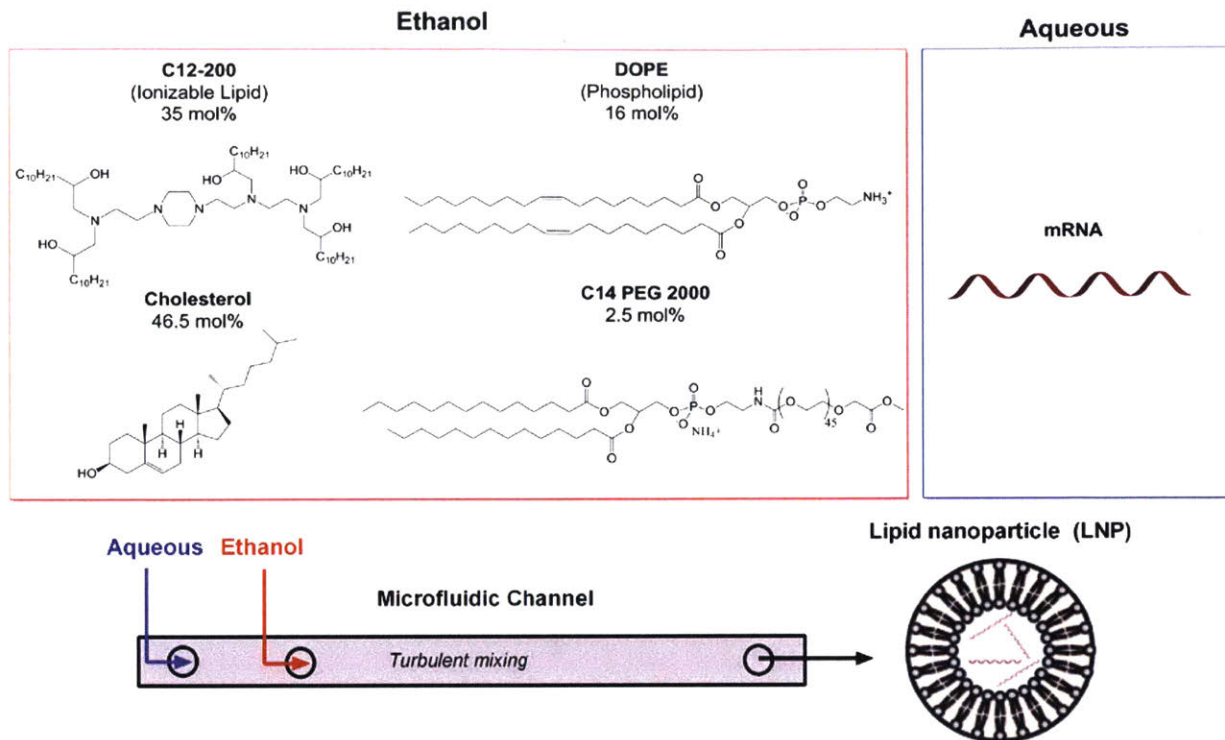 Ethanol
Aqueous
C12-200
(Ionizable Lipid)
35 mol%
C₁₀H₂₁
OH
C₁₀H₂₁
HO
OH
C₁₀H₂₁
N
N
N
N
N
HO
C₁₀H₂₁
OH
C₁₀H₂₁
DOPE
(Phospholipid)
16 mol%
O
O
O
O
P
O
O
NH₃⁺
O
O
mRNA
Cholesterol
46.5 mol%
H
H
H
HO
C14 PEG 2000
2.5 mol%
O
O
O
O
P
O
O
NH₄⁺
H
N
O
O
O
45
O
O
O
O
O
Lipid nanoparticle (LNP)
Aqueous
Ethanol
Microfluidic Channel
Turbulent mixing